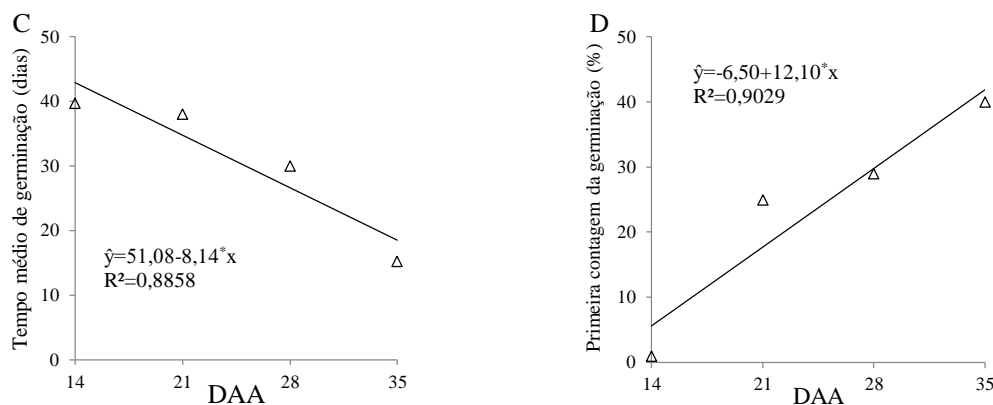 C
Tempo médio de germinação (dias)
50
40
30
20
10
0
ŷ=51,08-8,14*x
R²=0,8858
14 21 28 35
DAA
D
Primeira contagem da germinação (%)
50
40
30
20
10
0
ŷ=-6,50+12,10*x
R²=0,9029
14 21 28 35
DAA